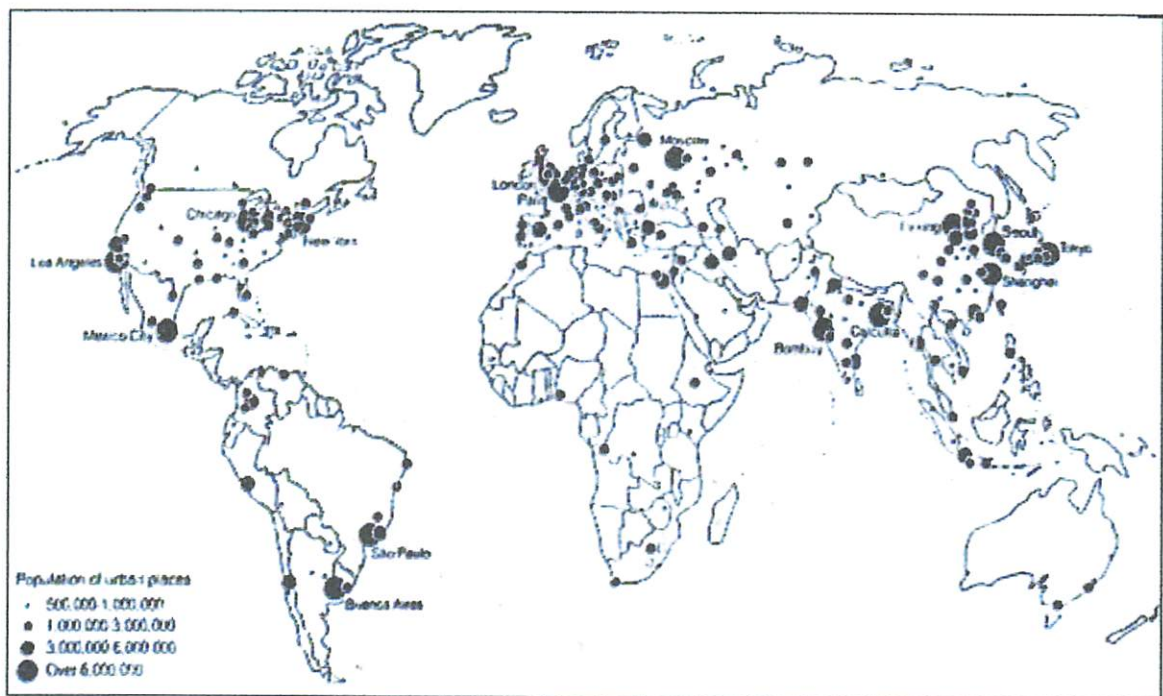 Moscow
London
Paris
Chicago
New York
Los Angeles
Mexico City
Seoul
Tokyo
Shanghai
Calcutta
Bombay
São Paulo
Buenos Aires
Population of urban places
500,000-1,000,000
1,000,000-3,000,000
3,000,000-6,000,000
Over 6,000,000